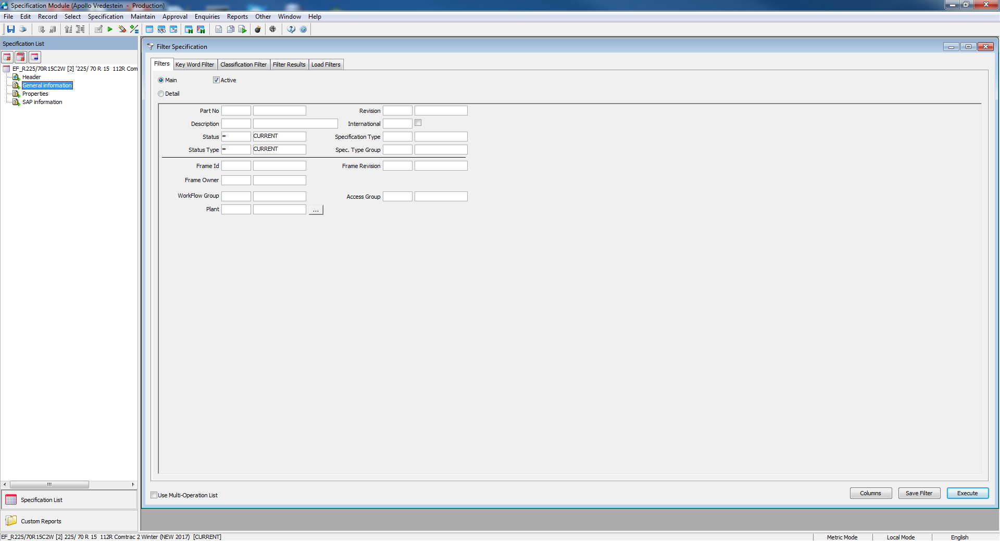 Specification Module (Apollo Vredestein - Production)
File Edit Record Select Specification Maintain Approval Enquiries Reports Other Window Help
Specification List
EF_R225/70R15C2W [2] '225/ 70 R 15 112R Com
Header
General information
Properties
SAP information
Specification List
Custom Reports
Filter Specification
Filters Key Word Filter Classification Filter Filter Results Load Filters
Main Active
Detail
Part No Revision
Description International
Status = CURRENT Specification Type
Status Type = CURRENT Spec. Type Group
Frame Id Frame Revision
Frame Owner
WorkFlow Group Access Group
Plant ...
Use Multi-Operation List Columns Save Filter Execute
EF_R225/70R15C2W [2] 225/ 70 R 15 112R Comtrac 2 Winter (NEW 2017) [CURRENT] Metric Mode Local Mode English